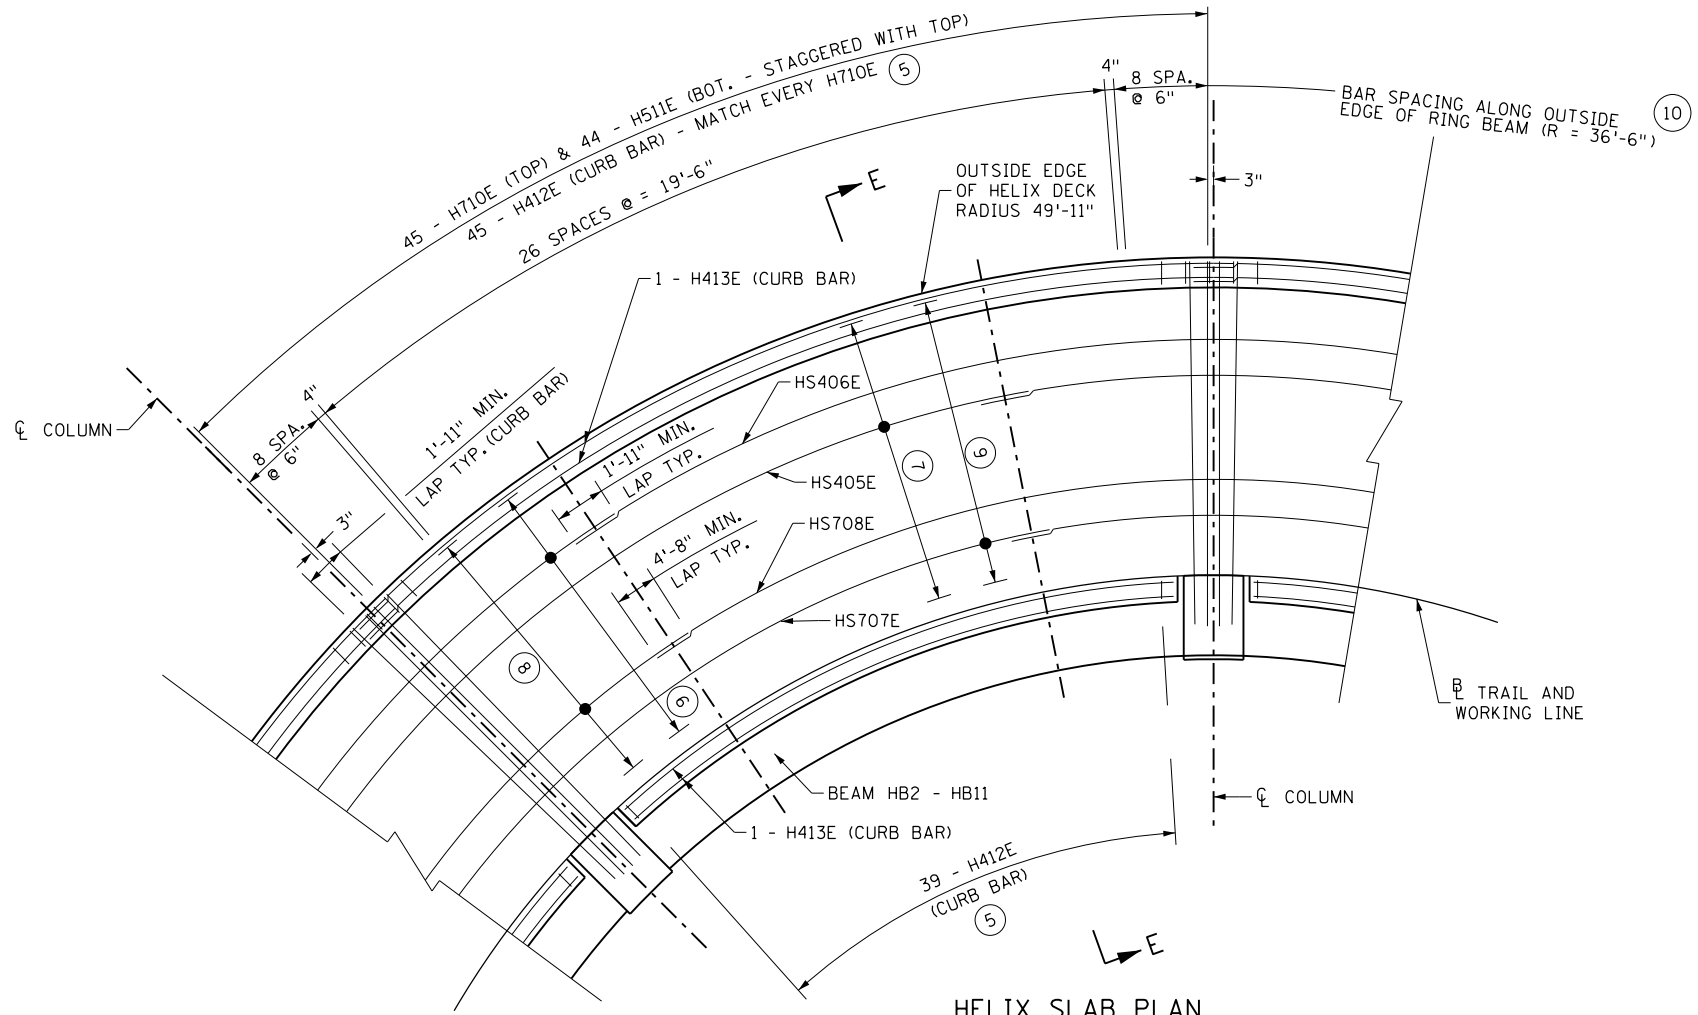 45 - H710E (TOP) & 44 - H511E (BOT. - STAGGERED WITH TOP)
45 - H412E (CURB BAR) - MATCH EVERY H710E 5
26 SPACES @ = 19'-6"
4"
8 SPA.
@ 6"
BAR SPACING ALONG OUTSIDE
EDGE OF RING BEAM (R = 36'-6")
10
3"
E
OUTSIDE EDGE
OF HELIX DECK
RADIUS 49'-11"
1 - H413E (CURB BAR)
℄ COLUMN
8 SPA.
@ 6"
4"
1'-11" MIN.
LAP TYP. (CURB BAR)
3"
HS406E
1'-11" MIN.
LAP TYP.
HS405E
7
9
HS708E
4'-8" MIN.
LAP TYP.
HS707E
8
6
℄ TRAIL AND
WORKING LINE
BEAM HB2 - HB11
℄ COLUMN
1 - H413E (CURB BAR)
39 - H412E
(CURB BAR)
5
E
HELIX SLAB PLAN